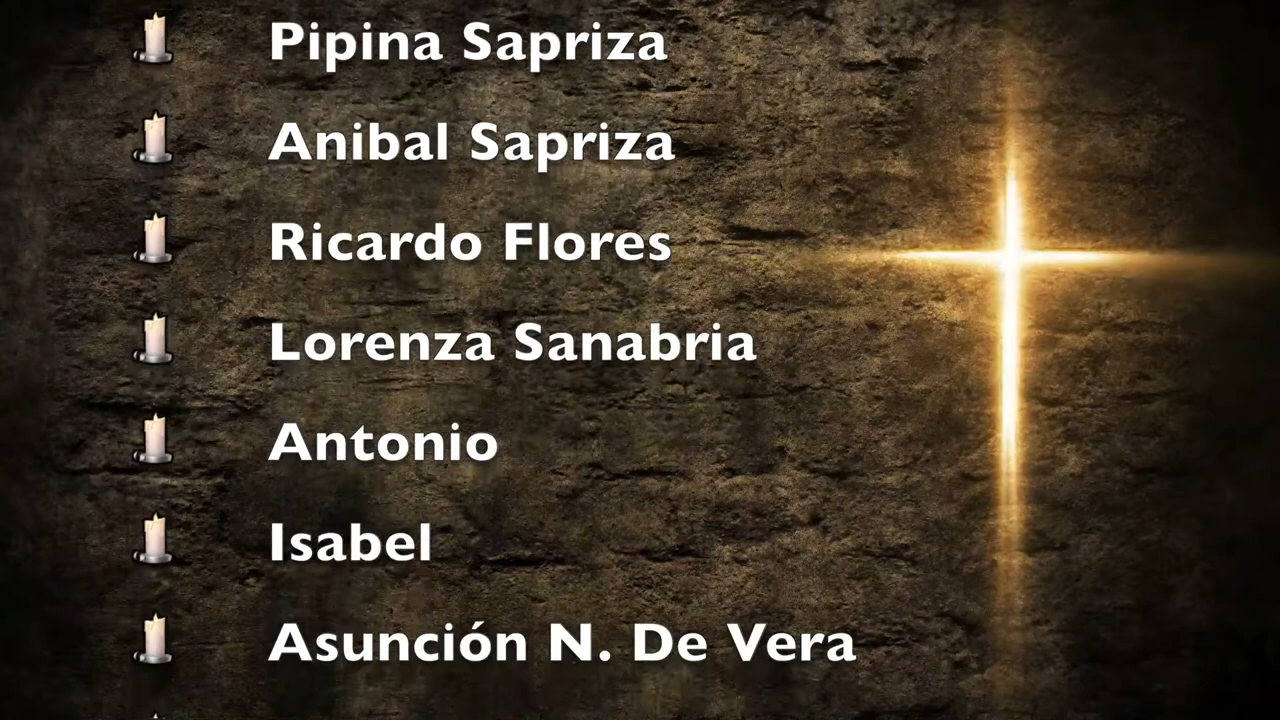 Pipina Sapriza
Anibal Sapriza
Ricardo Flores
Lorenza Sanabria
Antonio
Isabel
Asunción N. De Vera